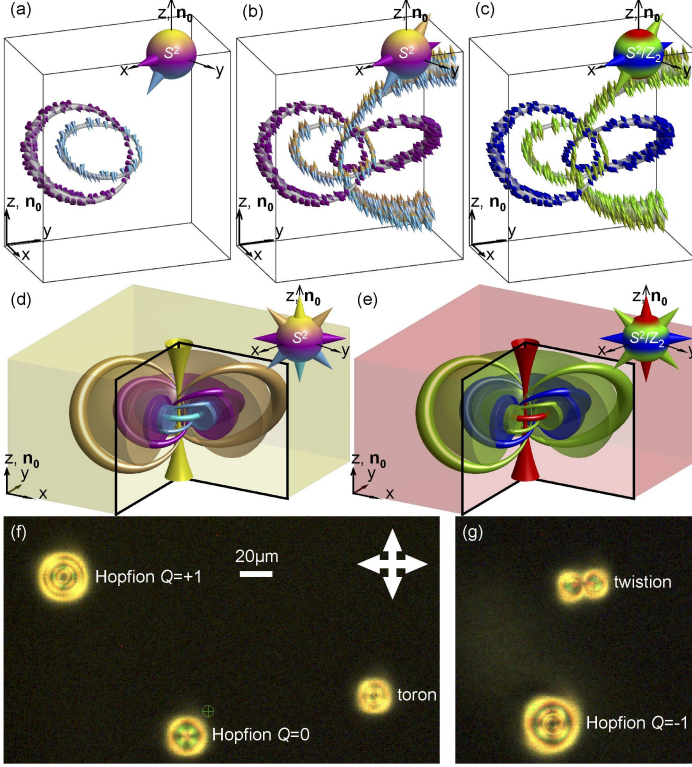 (a)
z, n₀
S²
x
y
z, n₀
y
x
(b)
z, n₀
S²
x
y
z, n₀
y
x
(c)
z, n₀
S²/Z₂
x
y
z, n₀
y
x
(d)
z, n₀
S²
x
y
z, n₀
y
x
(e)
z, n₀
S²/Z₂
x
y
z, n₀
y
x
(f)
20μm
Hopfion Q=+1
toron
Hopfion Q=0
(g)
twistion
Hopfion Q=-1